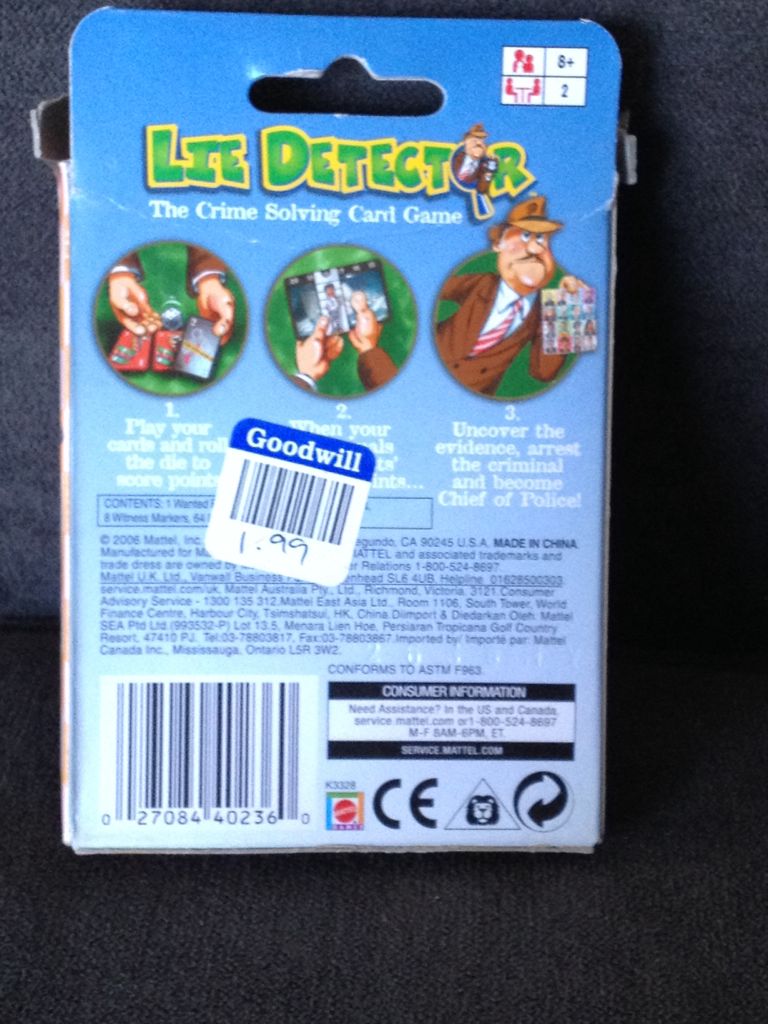 8+
2
LIE DETECTOR
The Crime Solving Card Game
1.
Play your
cards and roll
the die to
score points
2.
When your
3.
Uncover the
evidence, arrest
the criminal
and become
Chief of Police!
Goodwill
1.99
CONTENTS: 1 Wanted
8 Witness Markers, 64
© 2006 Mattel, Inc. Segundo, CA 90245 U.S.A. MADE IN CHINA.
Manufactured for MATTEL and associated trademarks and
trade dress are owned by Relations 1-800-524-8697.
Mattel U.K. Ltd., Vanwall Business SL6 4UB. Helpline 01628500303
service.mattel.com/uk. Mattel Australia Pty., Ltd., Richmond, Victoria. 3121.Consumer
Advisory Service - 1300 135 312.Mattel East Asia Ltd., Room 1106, South Tower, World
Finance Centre, Harbour City, Tsimshatsui, HK, China.Diimport & Diedarkan Oleh: Mattel
SEA Ptd Ltd.(993532-P) Lot 13.5, Menara Lien Hoe, Persiaran Tropicana Golf Country
Resort, 47410 PJ. Tel:03-78803817, Fax:03-78803867.Imported by/ Importé par: Mattel
Canada Inc., Mississauga, Ontario L5R 3W2.
CONFORMS TO ASTM F963.
CONSUMER INFORMATION
Need Assistance? In the US and Canada,
service.mattel.com or1-800-524-8697
M-F 8AM-6PM, ET.
SERVICE.MATTEL.COM
K3328
MATTEL
GAMES
CE
0 27084 40236 0